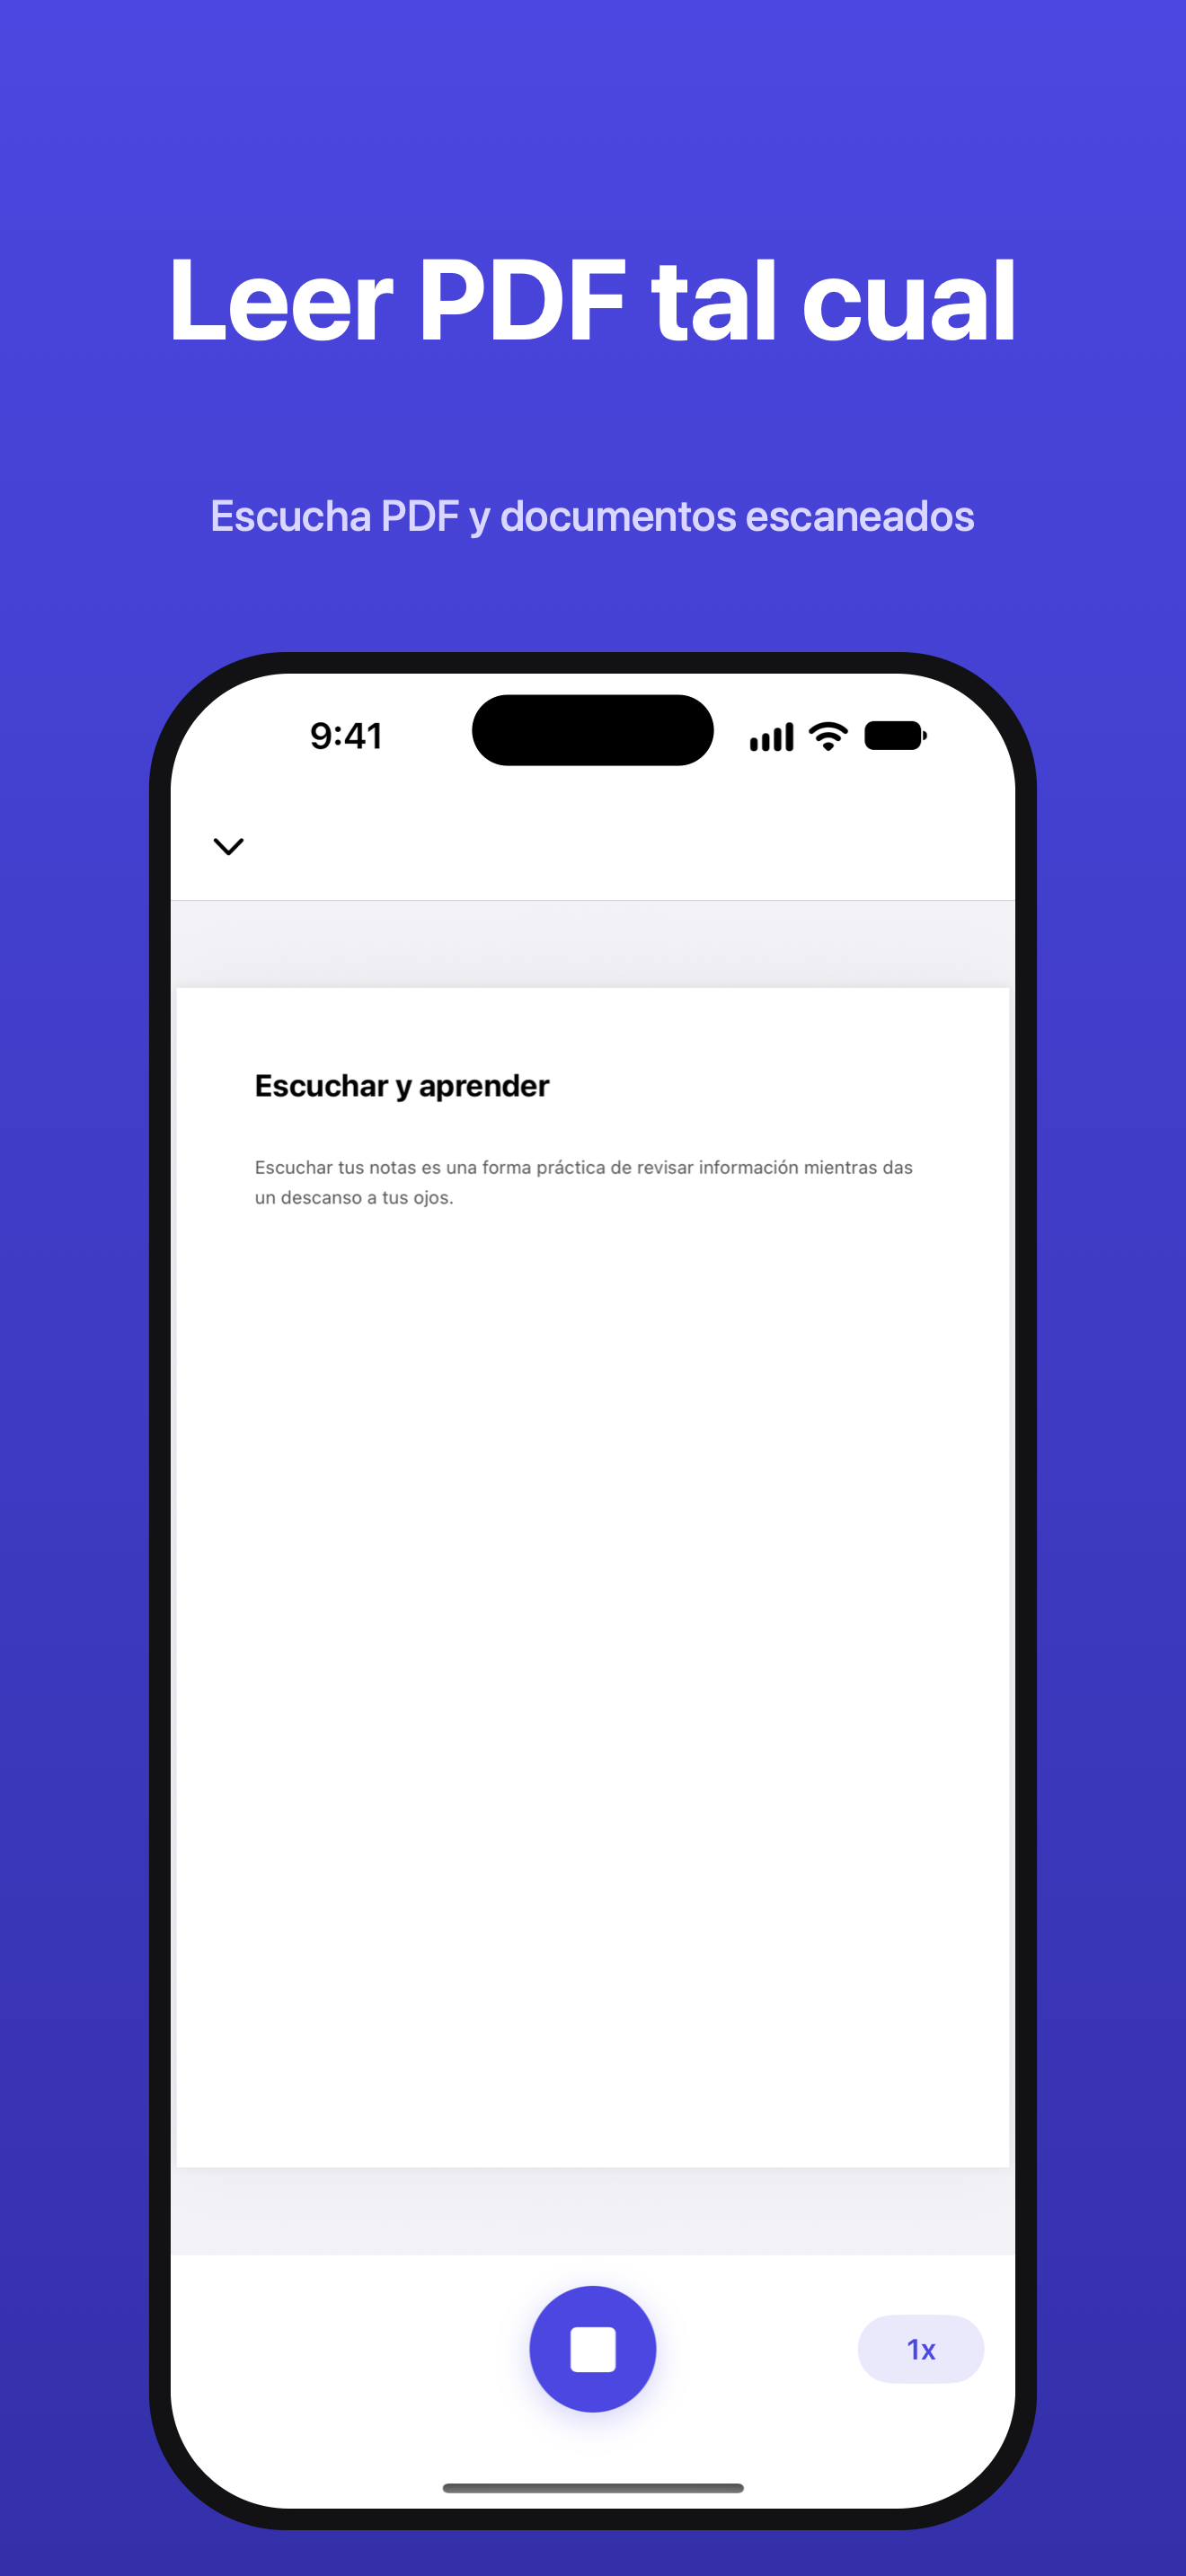 Leer PDF tal cual
Escucha PDF y documentos escaneados
9:41
Escuchar y aprender
Escuchar tus notas es una forma práctica de revisar información mientras das
un descanso a tus ojos.
1x